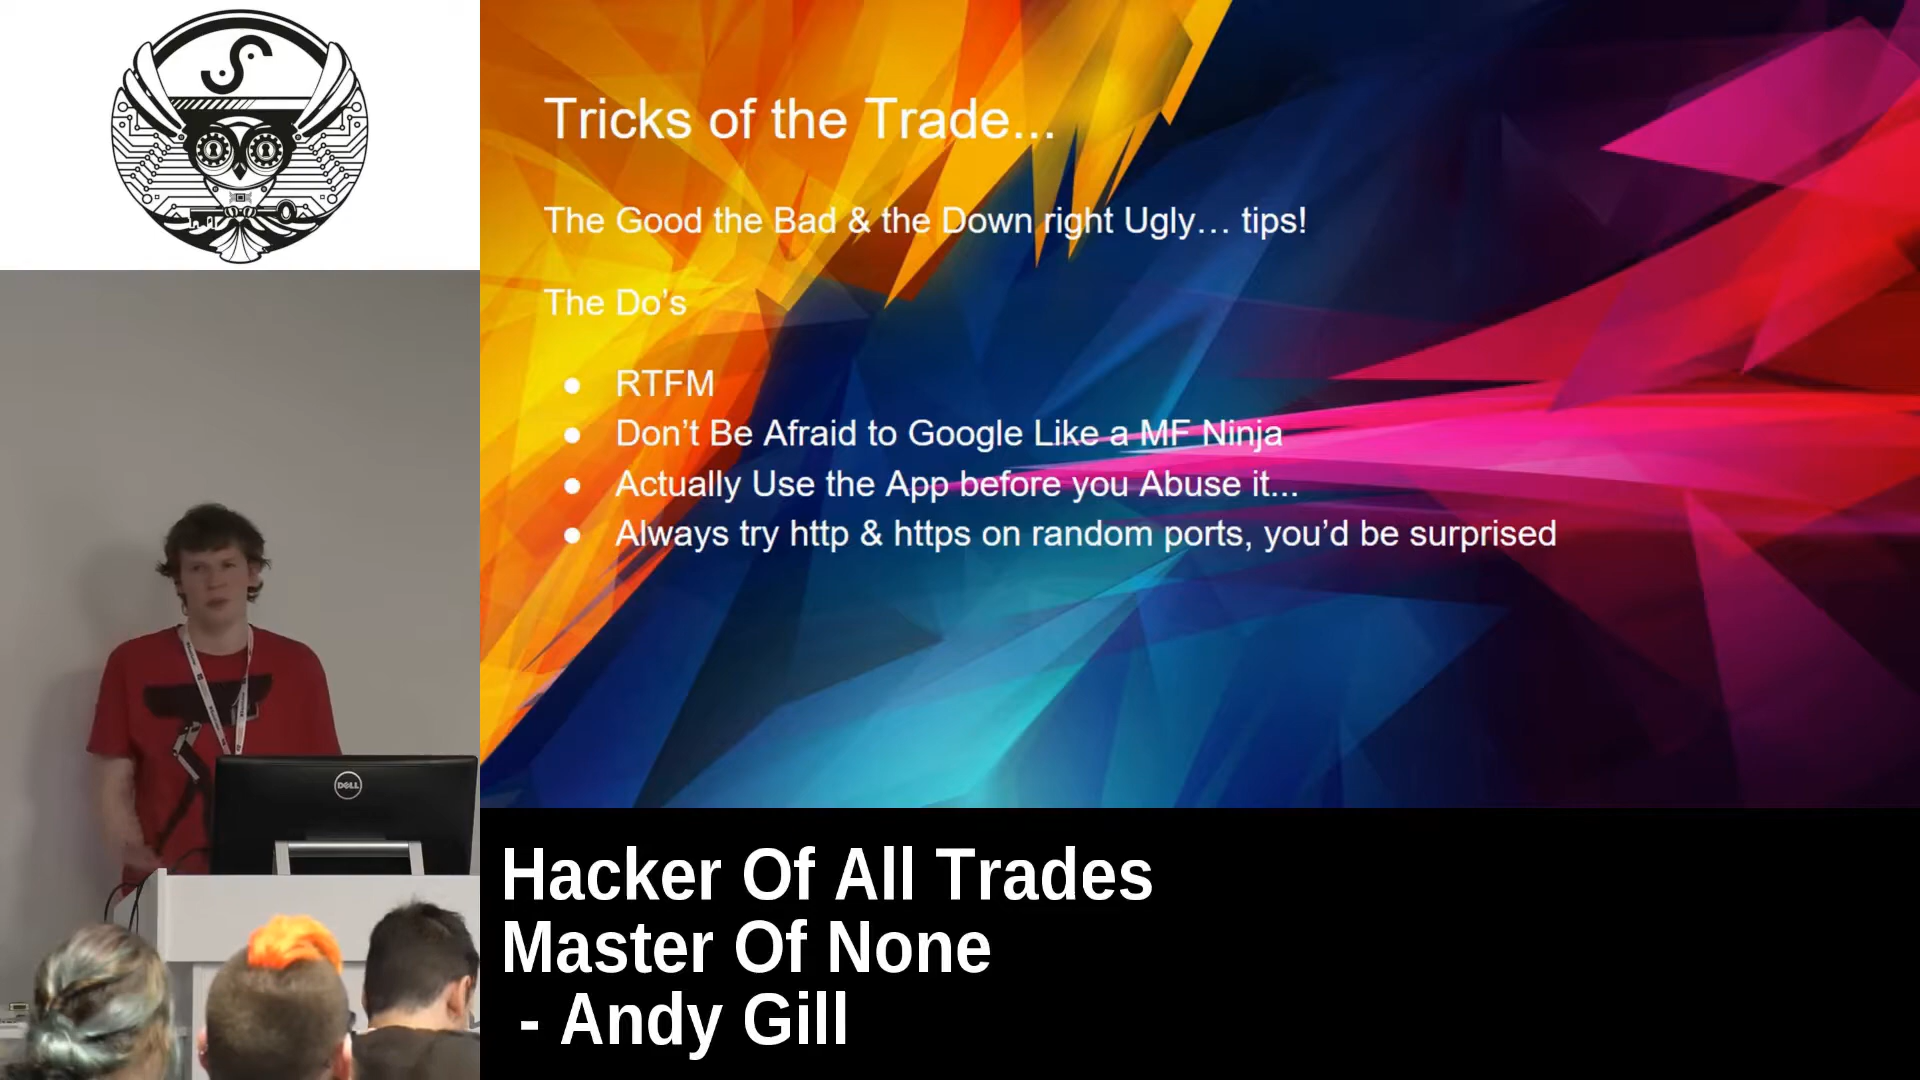 Tricks of the Trade...
The Good the Bad & the Down right Ugly… tips!
The Do’s
● RTFM
● Don’t Be Afraid to Google Like a MF Ninja
● Actually Use the App before you Abuse it...
● Always try http & https on random ports, you’d be surprised
DELL
Hacker Of All Trades
Master Of None
- Andy Gill